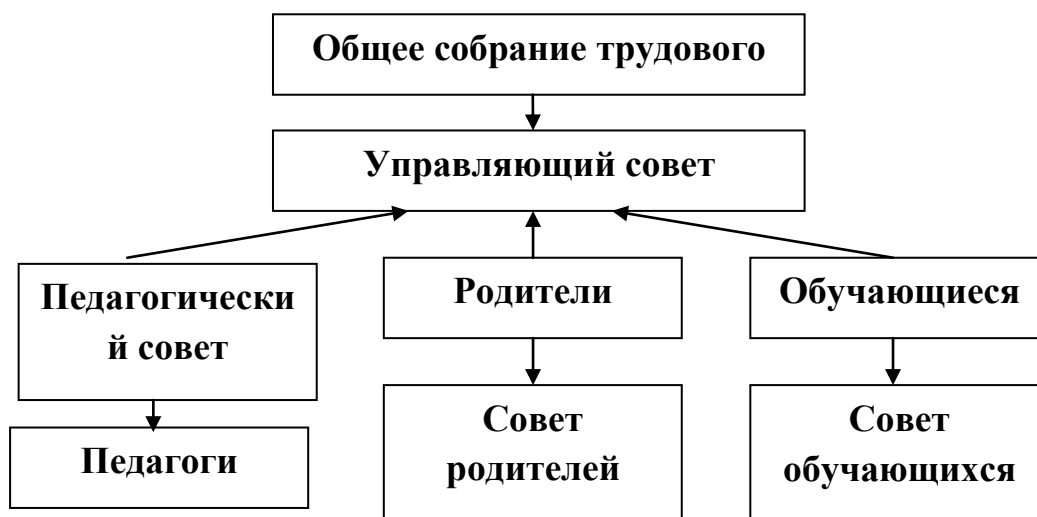 Общее собрание трудового
Управляющий совет
Педагогически
й совет
Родители
Обучающиеся
Педагоги
Совет
родителей
Совет
обучающихся